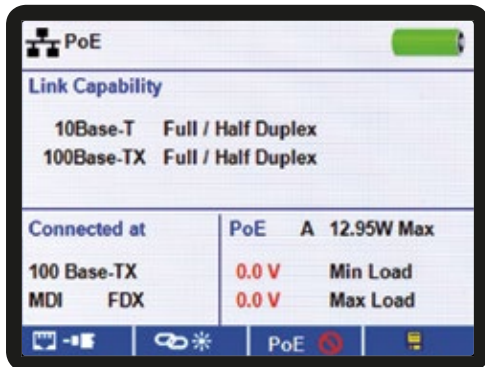 PoE
Link Capability
10Base-T Full / Half Duplex
100Base-TX Full / Half Duplex
Connected at
100 Base-TX
MDI FDX
PoE A 12.95W Max
0.0 V Min Load
0.0 V Max Load
PoE